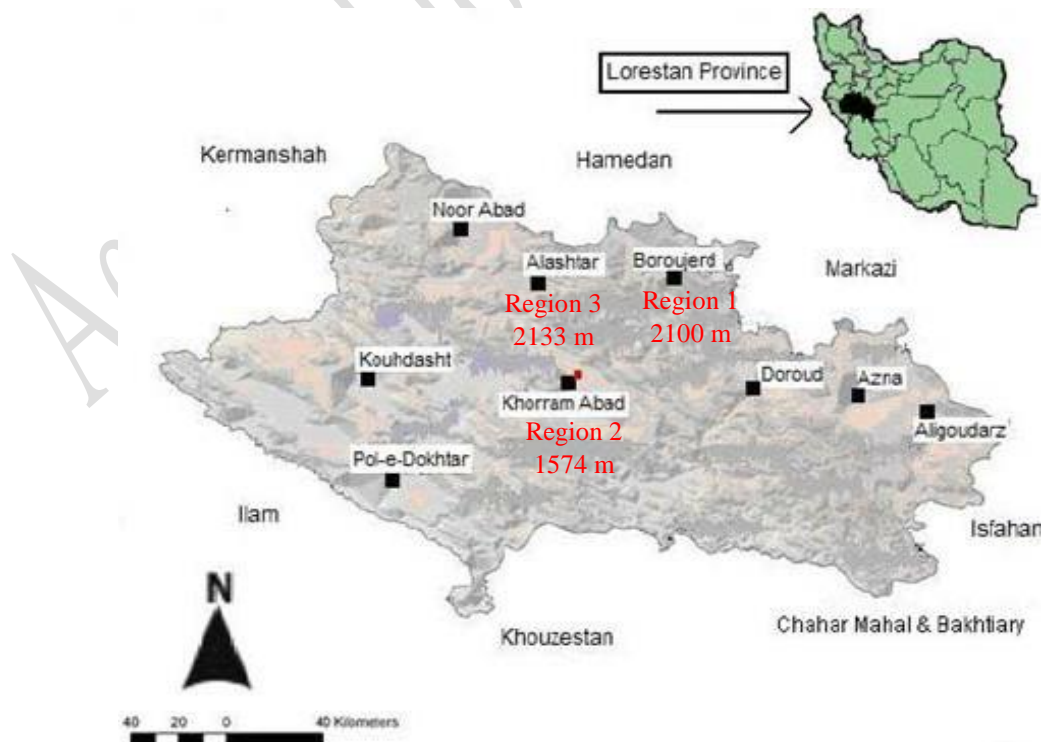 Lorestan Province
Kermanshah
Hamedan
Noor Abad
Alashtar
Boroujerd
Markazi
Region 3
2133 m
Region 1
2100 m
Kouhdasht
Khorram Abad
Doroud
Azna
Aligoudarz
Region 2
1574 m
Pol-e-Dokhtar
Ilam
Isfahan
N
Khouzestan
Chahar Mahal & Bakhtiary
40 20 0 40 Kilometers